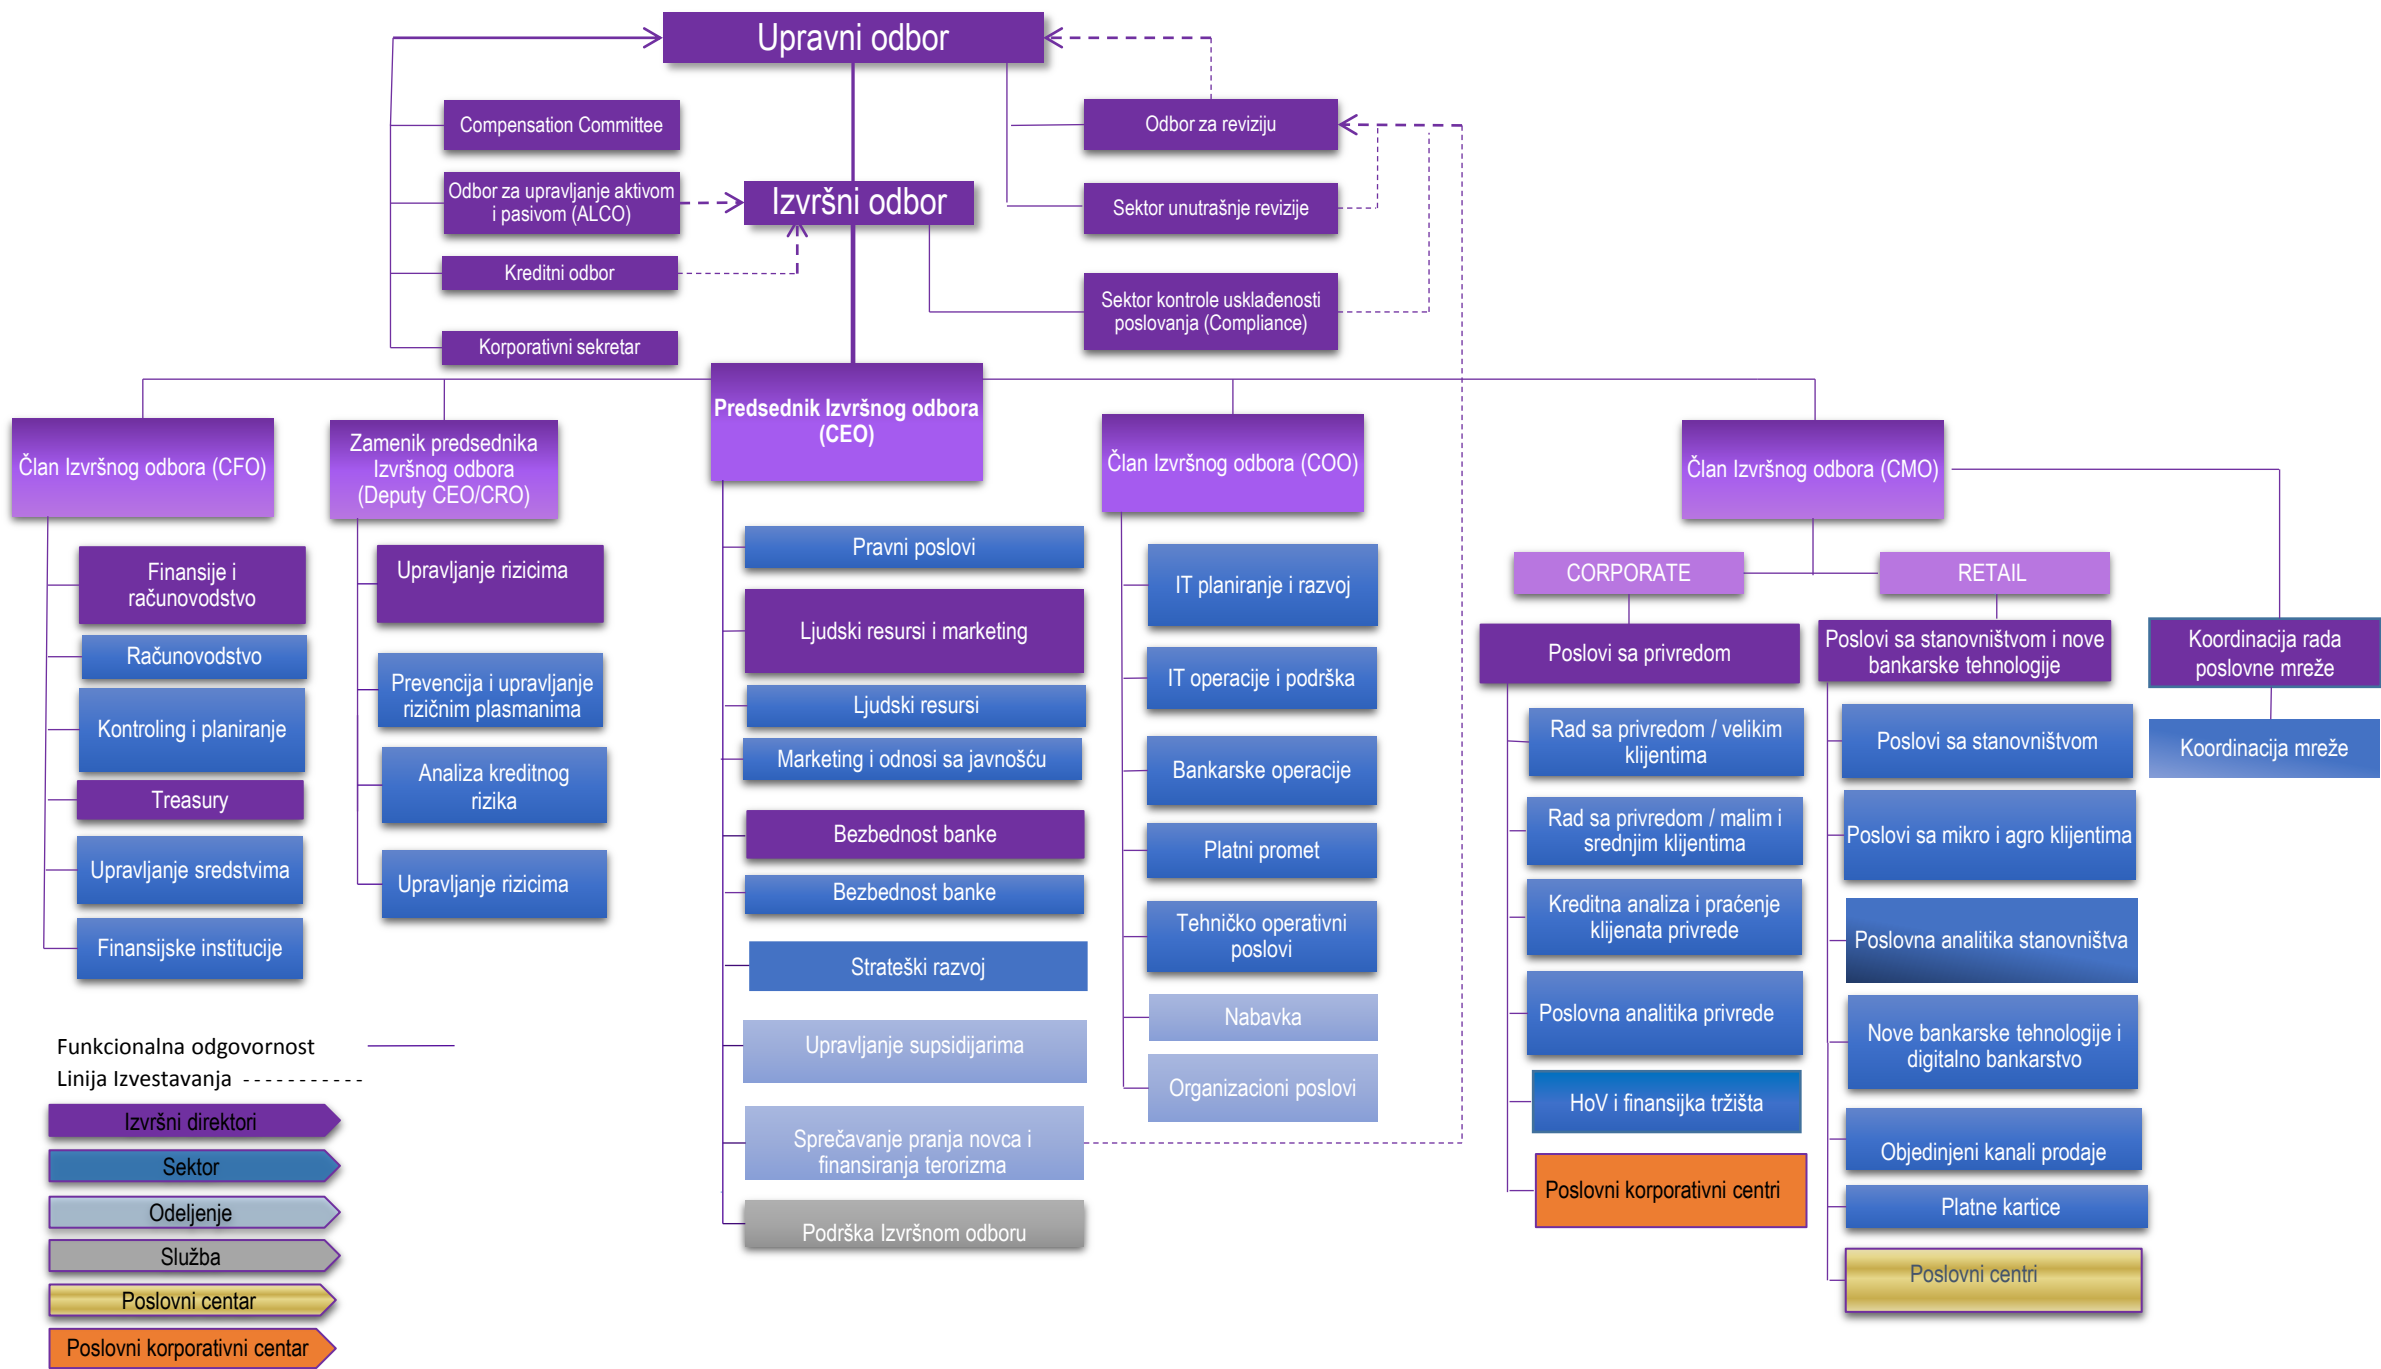 Upravni odbor
Compensation Committee
Odbor za reviziju
Odbor za upravljanje aktivom
i pasivom (ALCO)
Izvršni odbor
Sektor unutrašnje revizije
Kreditni odbor
Sektor kontrole usklađenosti
poslovanja (Compliance)
Korporativni sekretar
Predsednik Izvršnog odbora
(CEO)
Član Izvršnog odbora (CFO)
Zamenik predsednika
Izvršnog odbora
(Deputy CEO/CRO)
Član Izvršnog odbora (COO)
Član Izvršnog odbora (CMO)
Finansije i
računovodstvo
Računovodstvo
Kontroling i planiranje
Treasury
Upravljanje sredstvima
Finansijske institucije
Upravljanje rizicima
Prevencija i upravljanje
rizičnim plasmanima
Analiza kreditnog
rizika
Upravljanje rizicima
Pravni poslovi
Ljudski resursi i marketing
Ljudski resursi
Marketing i odnosi sa javnošću
Bezbednost banke
Bezbednost banke
Strateški razvoj
Upravljanje supsidijarima
Sprečavanje pranja novca i
finansiranja terorizma
Podrška Izvršnom odboru
IT planiranje i razvoj
IT operacije i podrška
Bankarske operacije
Platni promet
Tehničko operativni
poslovi
Nabavka
Organizacioni poslovi
CORPORATE
RETAIL
Poslovi sa privredom
Rad sa privredom / velikim
klijentima
Rad sa privredom / malim i
srednjim klijentima
Kreditna analiza i praćenje
klijenata privrede
Poslovna analitika privrede
HoV i finansijka tržišta
Poslovni korporativni centri
Poslovi sa stanovništvom i nove
bankarske tehnologije
Poslovi sa stanovništvom
Poslovi sa mikro i agro klijentima
Poslovna analitika stanovništva
Nove bankarske tehnologije i
digitalno bankarstvo
Objedinjeni kanali prodaje
Platne kartice
Poslovni centri
Koordinacija rada
poslovne mreže
Koordinacija mreže
Funkcionalna odgovornost
Linija Izvestavanja
Izvršni direktori
Sektor
Odeljenje
Služba
Poslovni centar
Poslovni korporativni centar